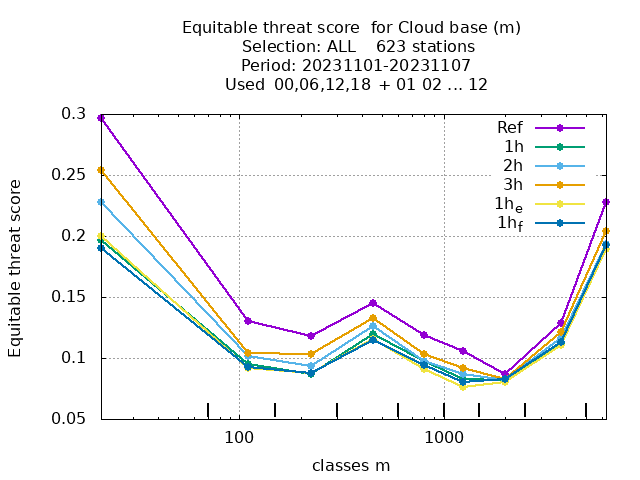 Equitable threat score  for Cloud base (m)
Selection: ALL    623 stations
Period: 20231101-20231107
Used  00,06,12,18 + 01 02 ... 12
0.3
0.25
0.2
0.15
0.1
0.05
Equitable threat score
Ref
1h
2h
3h
1he
1hf
100
1000
classes m